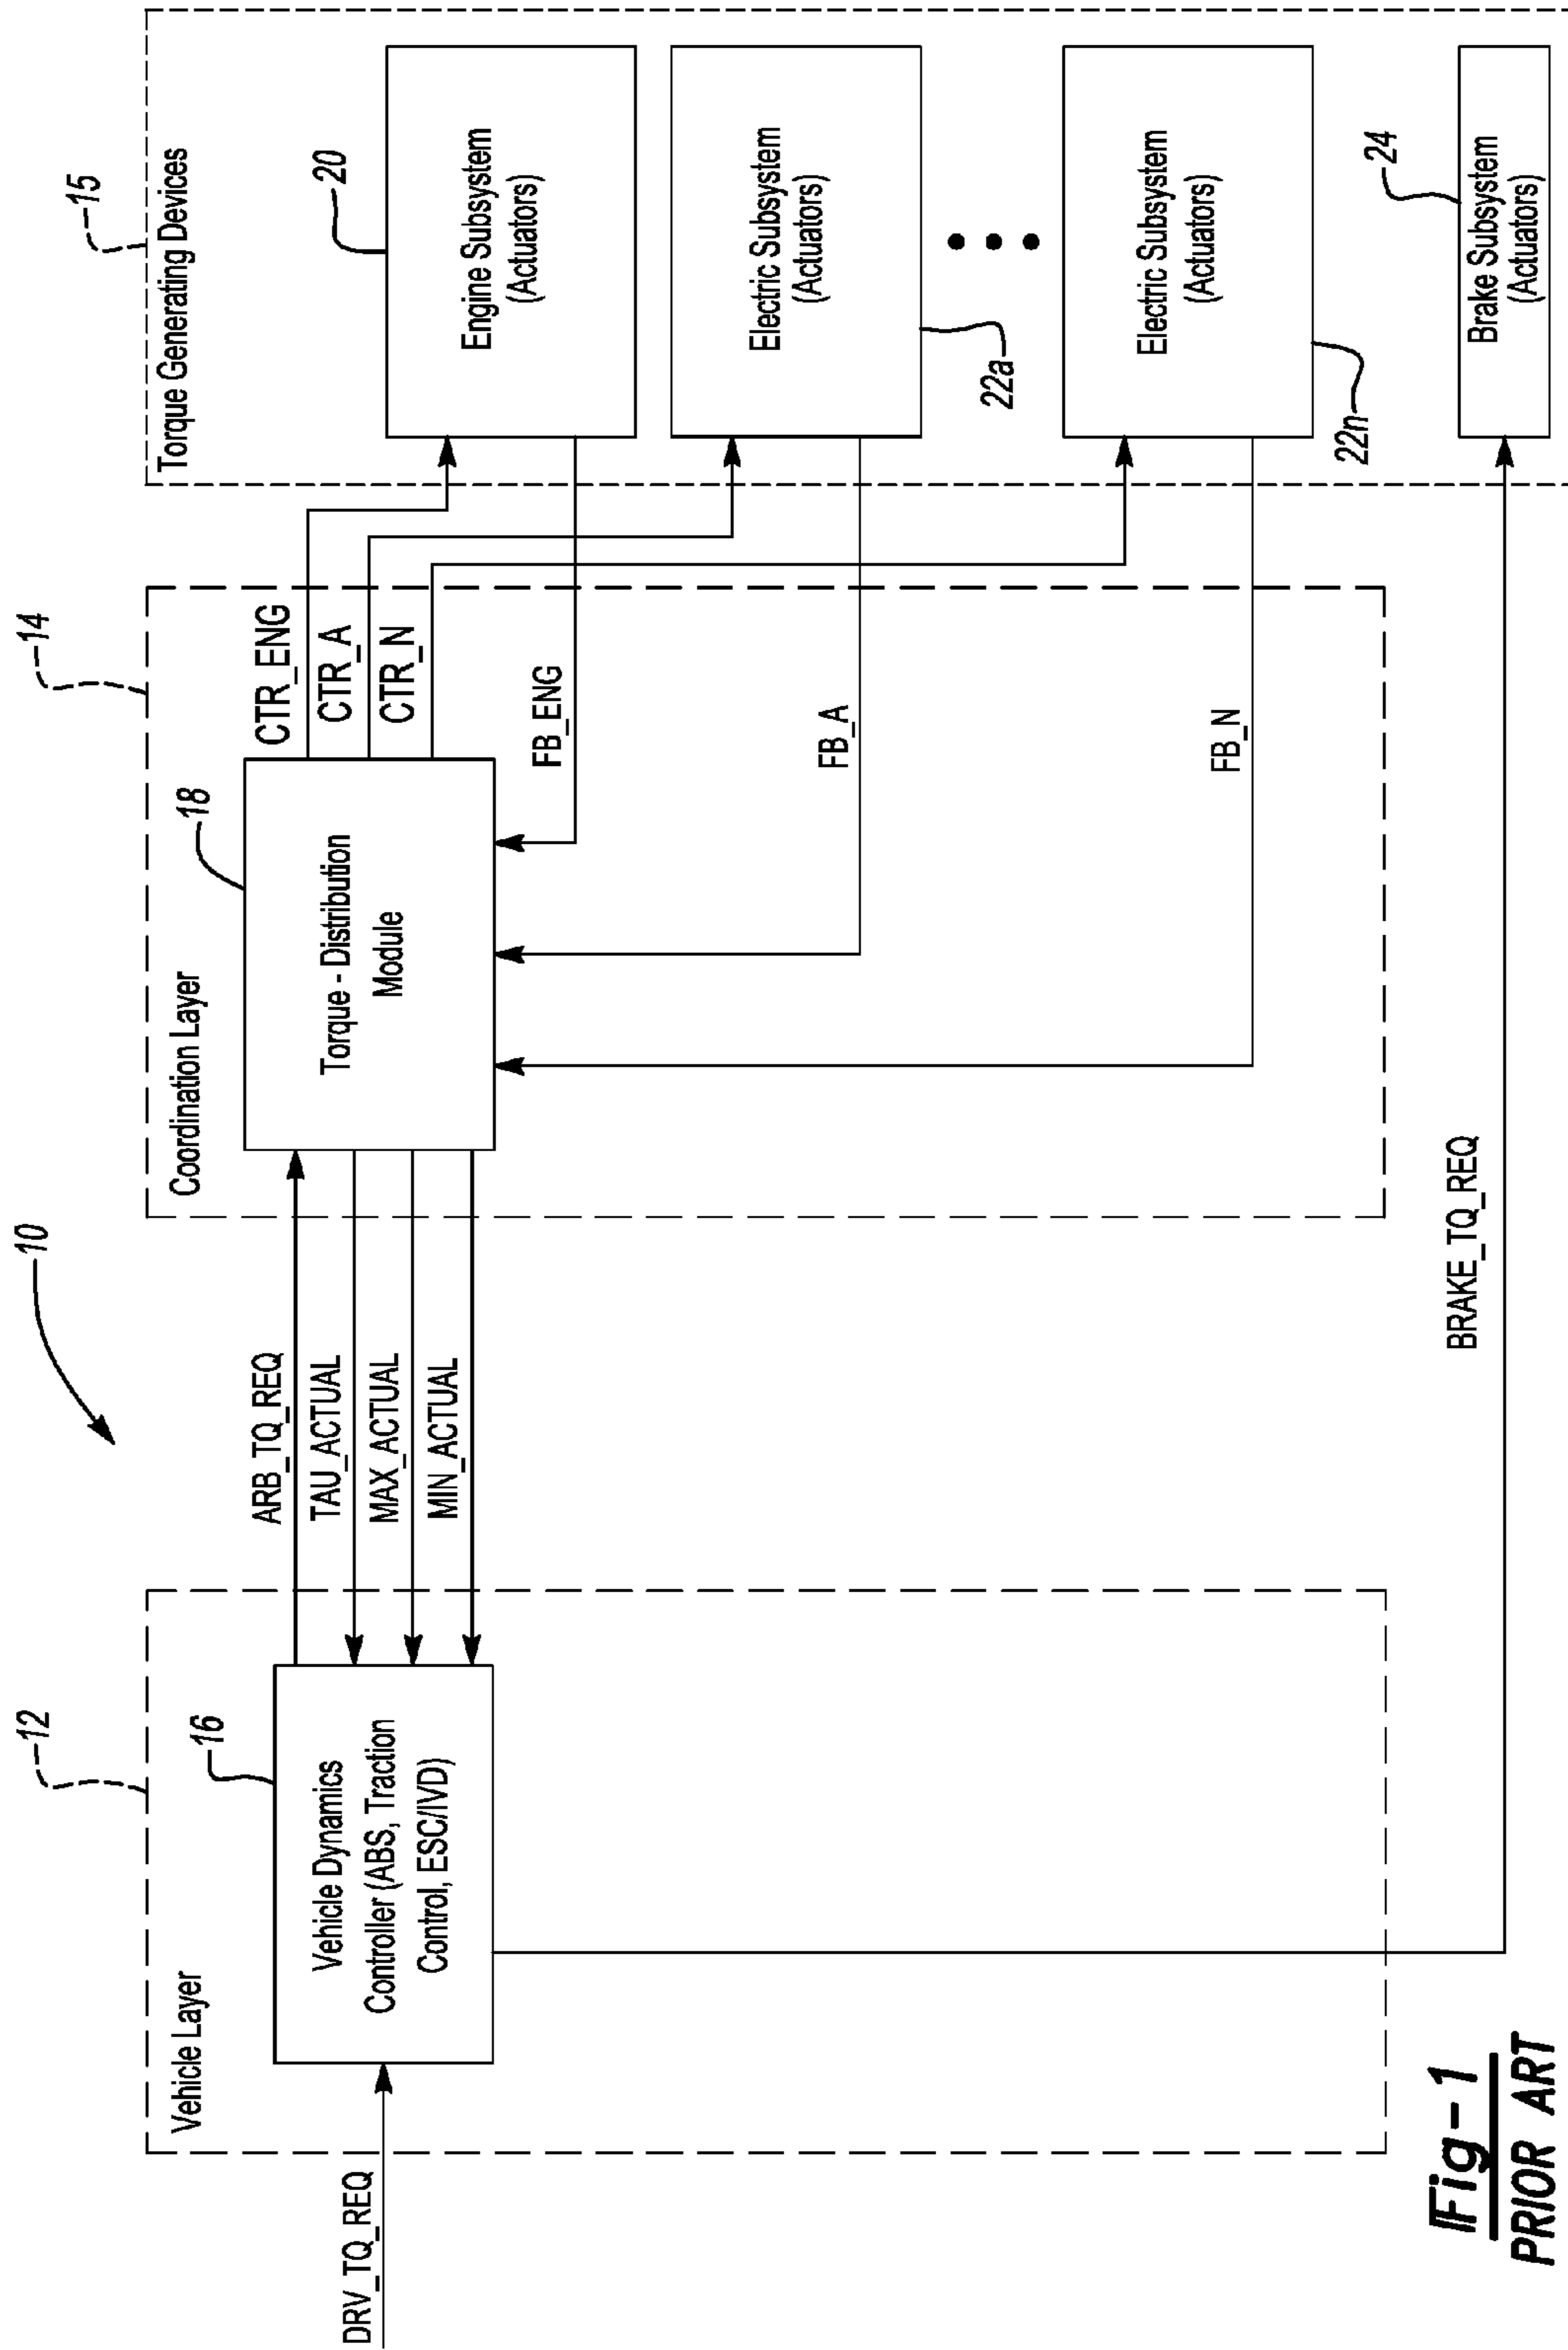 10
12
Vehicle Layer
16
Vehicle Dynamics
Controller (ABS, Traction
Control, ESC/IVD)
DRV_TQ_REQ
ARB_TQ_REQ
TAU_ACTUAL
MAX_ACTUAL
MIN_ACTUAL
14
Coordination Layer
18
Torque - Distribution
Module
CTR_ENG
CTR_A
CTR_N
FB_ENG
FB_A
FB_N
15
Torque Generating Devices
20
Engine Subsystem
(Actuators)
Electric Subsystem
(Actuators)
22a
Electric Subsystem
(Actuators)
22n
24
Brake Subsystem
(Actuators)
BRAKE_TQ_REQ
Fig-1
PRIOR ART